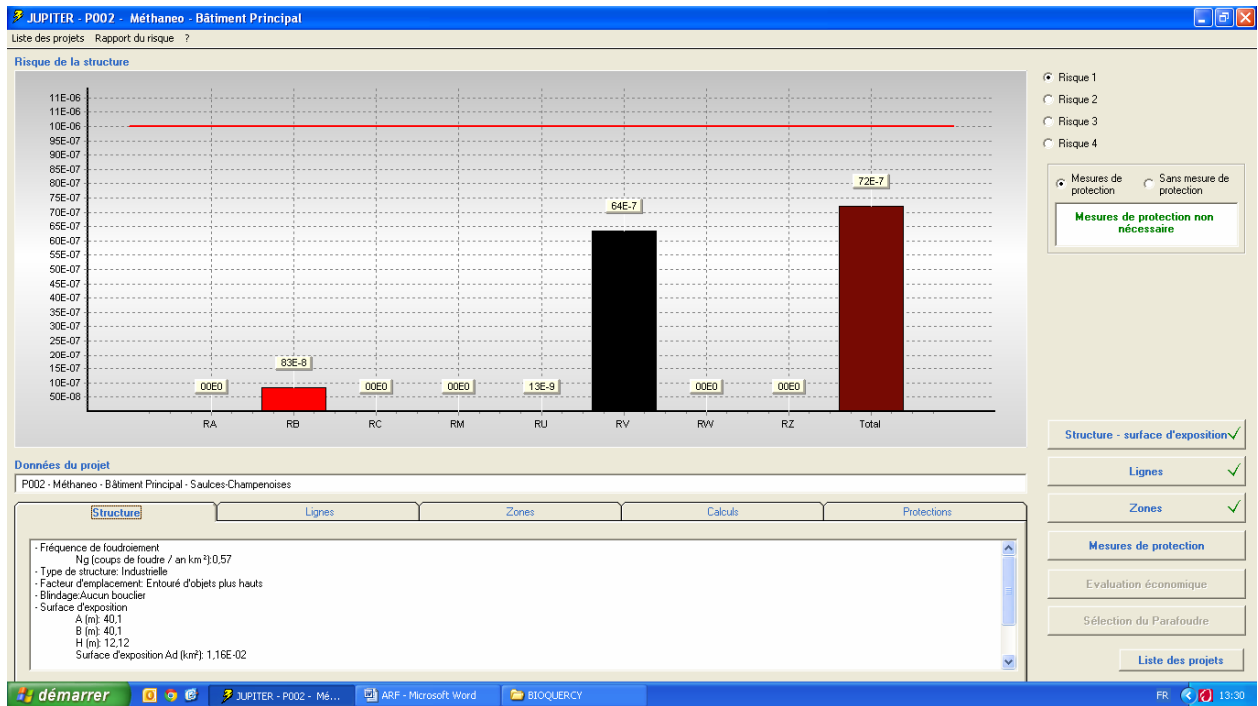 JUPITER - P002 - Méthaneo - Bâtiment Principal
Liste des projets Rapport du risque ?
Risque de la structure
11E-06
11E-06
10E-06
95E-07
90E-07
85E-07
80E-07
75E-07
70E-07
65E-07
60E-07
55E-07
50E-07
45E-07
40E-07
35E-07
30E-07
25E-07
20E-07
15E-07
10E-07
50E-08
00E0
83E-8
00E0
00E0
13E-9
64E-7
00E0
00E0
72E-7
RA RB RC RM RU RV RW RZ Total
Risque 1
Risque 2
Risque 3
Risque 4
Mesures de protection
Sans mesure de protection
Mesures de protection non
nécessaire
Structure - surface d'exposition
Lignes
Zones
Mesures de protection
Evaluation économique
Sélection du Parafoudre
Liste des projets
Données du projet
P002 - Méthaneo - Bâtiment Principal - Saulces-Champenoises
Structure Lignes Zones Calculs Protections
- Fréquence de foudroiement
Ng (coups de foudre / an km²):0,57
- Type de structure: Industrielle
- Facteur d'emplacement: Entouré d'objets plus hauts
- Blindage:Aucun bouclier
- Surface d'exposition
A (m): 40,1
B (m): 40,1
H (m): 12,12
Surface d'exposition Ad (km²): 1,16E-02
démarrer
JUPITER - P002 - Mé...
ARF - Microsoft Word
BIOQUERCY
FR
13:30